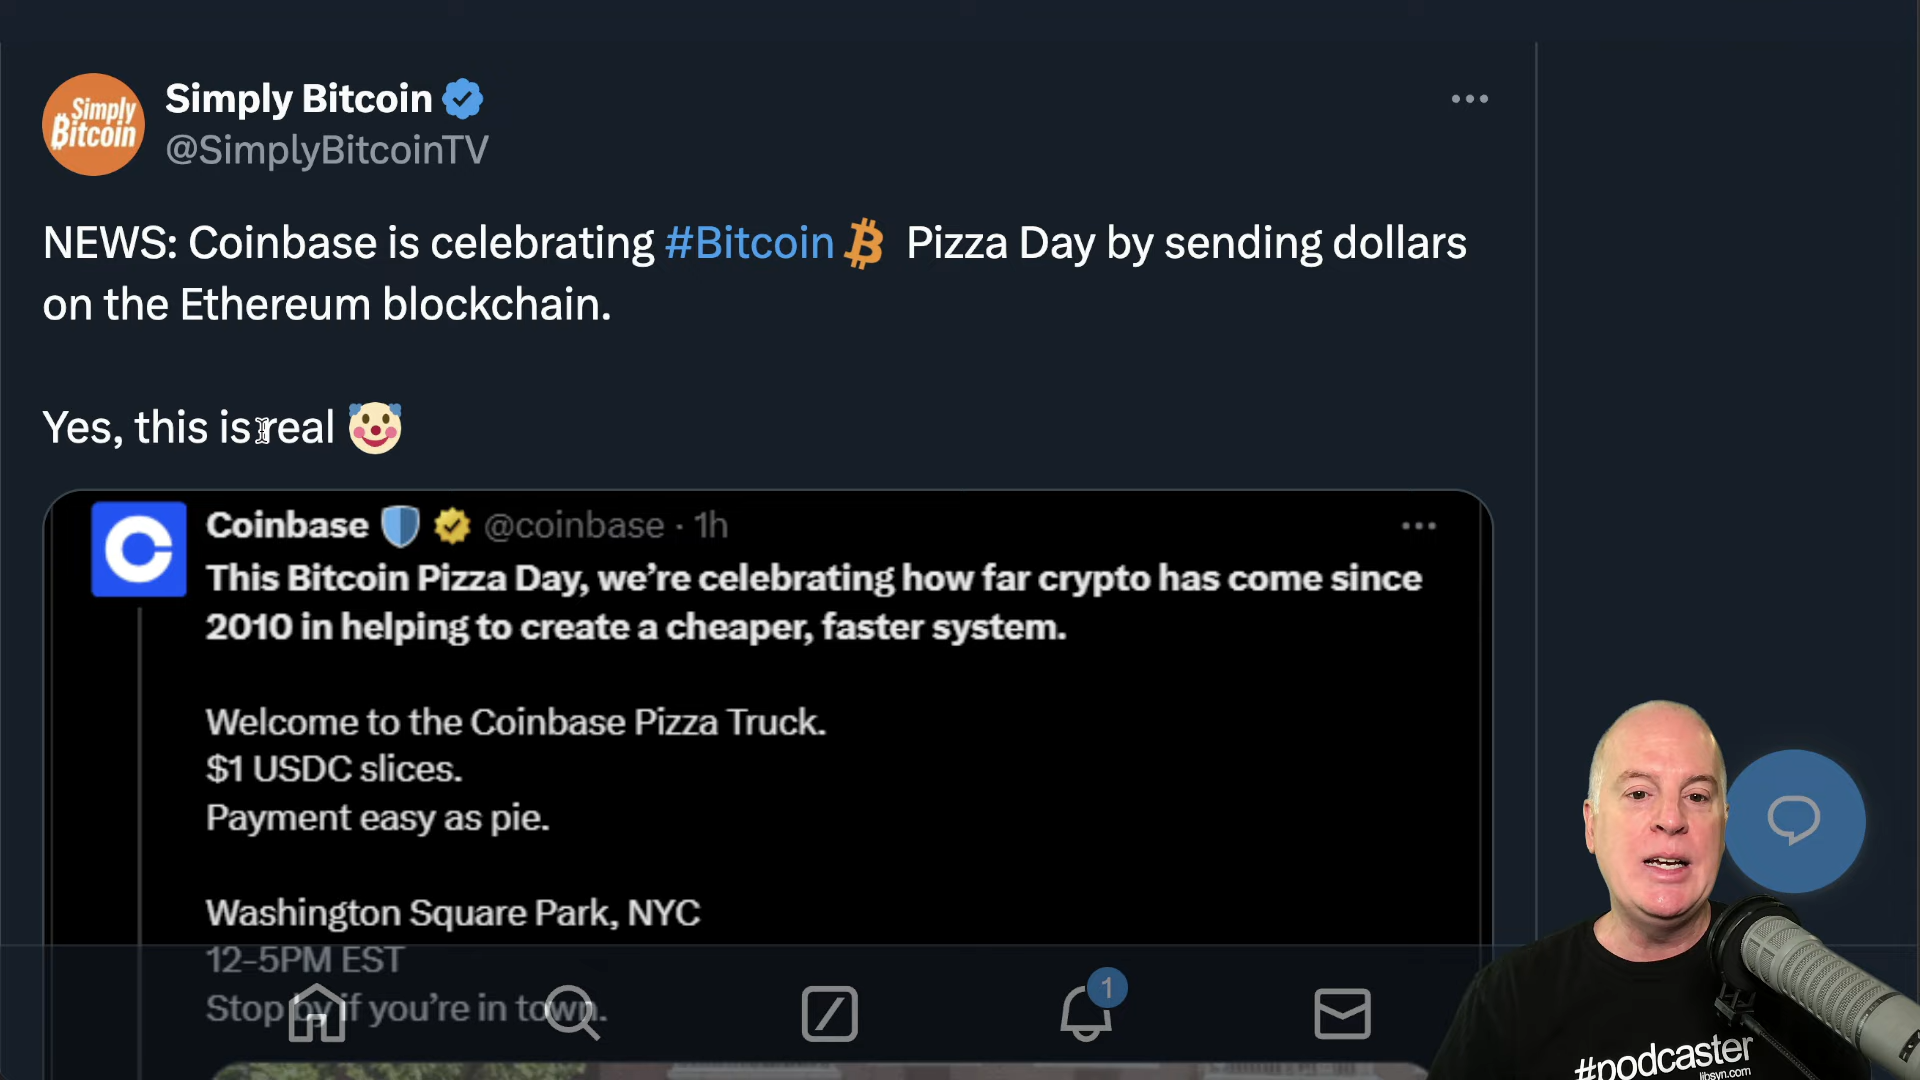 Simply
Bitcoin
Simply Bitcoin
@SimplyBitcoinTV
NEWS: Coinbase is celebrating #Bitcoin Pizza Day by sending dollars
on the Ethereum blockchain.
Yes, this is real
Coinbase @coinbase · 1h
This Bitcoin Pizza Day, we're celebrating how far crypto has come since
2010 in helping to create a cheaper, faster system.
Welcome to the Coinbase Pizza Truck.
$1 USDC slices.
Payment easy as pie.
Washington Square Park, NYC
12-5PM EST
Stop by if you're in town.
1
#podcaster
libsyn.com